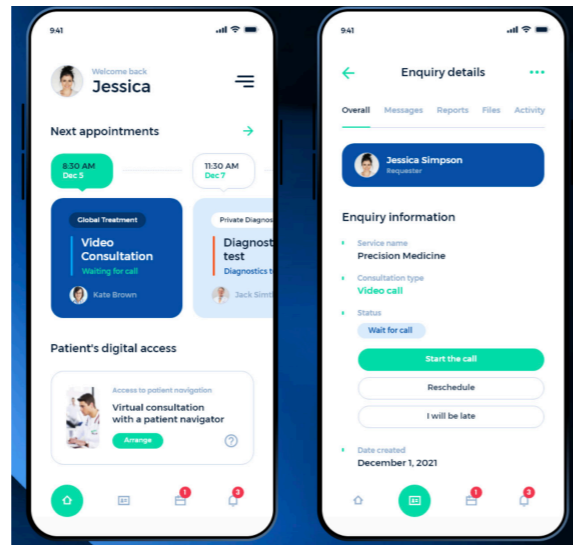 9:41
Welcome back
Jessica
Next appointments
8:30 AM
Dec 5
11:30 AM
Dec 7
Global Treatment
Video
Consultation
Waiting for call
Kate Brown
Private Diagnos
Diagnost
test
Diagnostics t
Jack Simt
Patient's digital access
Access to patient navigation
Virtual consultation
with a patient navigator
Arrange
1
3
9:41
Enquiry details
Overall Messages Reports Files Activity
Jessica Simpson
Requester
Enquiry information
Service name
Precision Medicine
Consultation type
Video call
Status
Wait for call
Start the call
Reschedule
I will be late
Date created
December 1, 2021
1
3